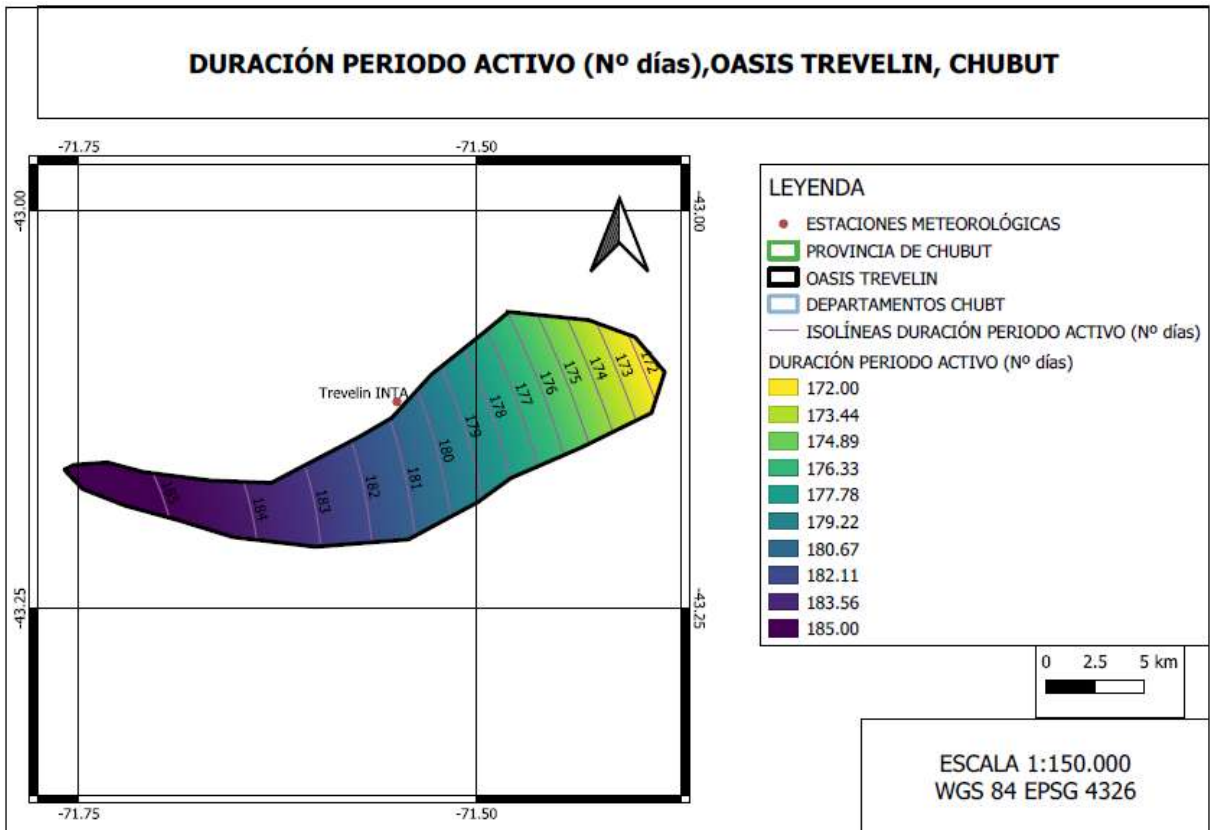 DURACIÓN PERIODO ACTIVO (Nº días),OASIS TREVELIN, CHUBUT
-71.75
-71.50
-43.00
-43.00
LEYENDA
ESTACIONES METEOROLÓGICAS
PROVINCIA DE CHUBUT
OASIS TREVELIN
DEPARTAMENTOS CHUBT
ISOLÍNEAS DURACIÓN PERIODO ACTIVO (Nº días)
DURACIÓN PERIODO ACTIVO (Nº días)
172.00
173.44
174.89
176.33
177.78
179.22
180.67
182.11
183.56
185.00
Trevelin INTA
185
184
183
182
181
180
179
178
177
176
175
174
173
172
-43.25
-43.25
-71.75
-71.50
0 2.5 5 km
ESCALA 1:150.000
WGS 84 EPSG 4326